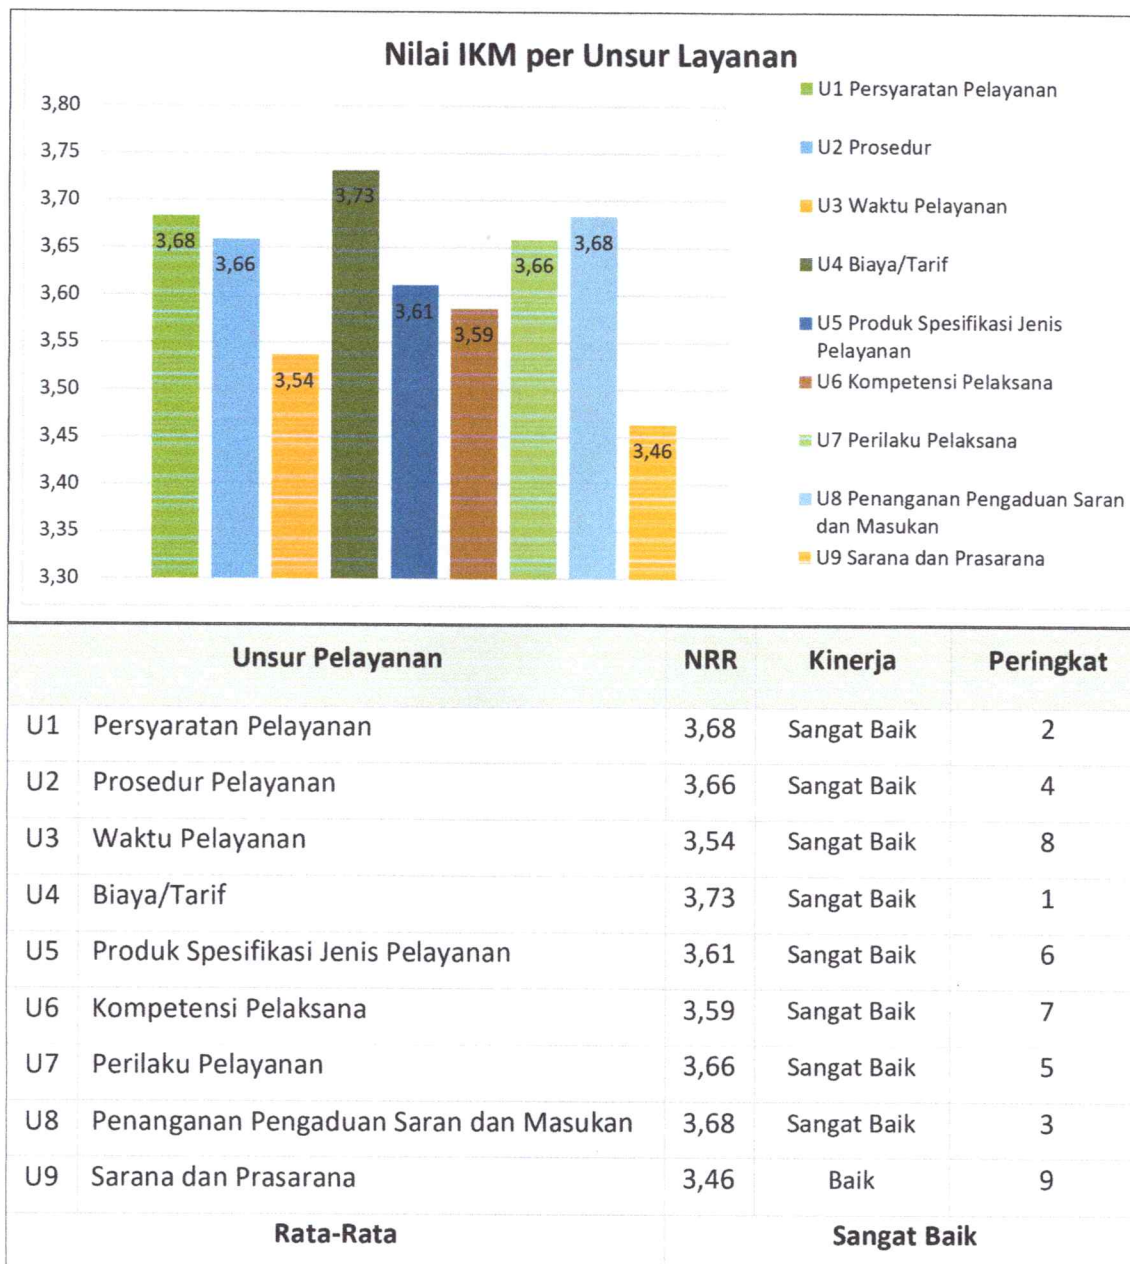 Nilai IKM per Unsur Layanan
3,80
3,75
3,70
3,65
3,60
3,55
3,50
3,45
3,40
3,35
3,30
3,68
3,66
3,54
3,73
3,61
3,59
3,66
3,68
3,46
U1 Persyaratan Pelayanan
U2 Prosedur
U3 Waktu Pelayanan
U4 Biaya/Tarif
U5 Produk Spesifikasi Jenis
Pelayanan
U6 Kompetensi Pelaksana
U7 Perilaku Pelaksana
U8 Penanganan Pengaduan Saran
dan Masukan
U9 Sarana dan Prasarana
Unsur Pelayanan NRR Kinerja Peringkat
U1 Persyaratan Pelayanan 3,68 Sangat Baik 2
U2 Prosedur Pelayanan 3,66 Sangat Baik 4
U3 Waktu Pelayanan 3,54 Sangat Baik 8
U4 Biaya/Tarif 3,73 Sangat Baik 1
U5 Produk Spesifikasi Jenis Pelayanan 3,61 Sangat Baik 6
U6 Kompetensi Pelaksana 3,59 Sangat Baik 7
U7 Perilaku Pelayanan 3,66 Sangat Baik 5
U8 Penanganan Pengaduan Saran dan Masukan 3,68 Sangat Baik 3
U9 Sarana dan Prasarana 3,46 Baik 9
Rata-Rata Sangat Baik